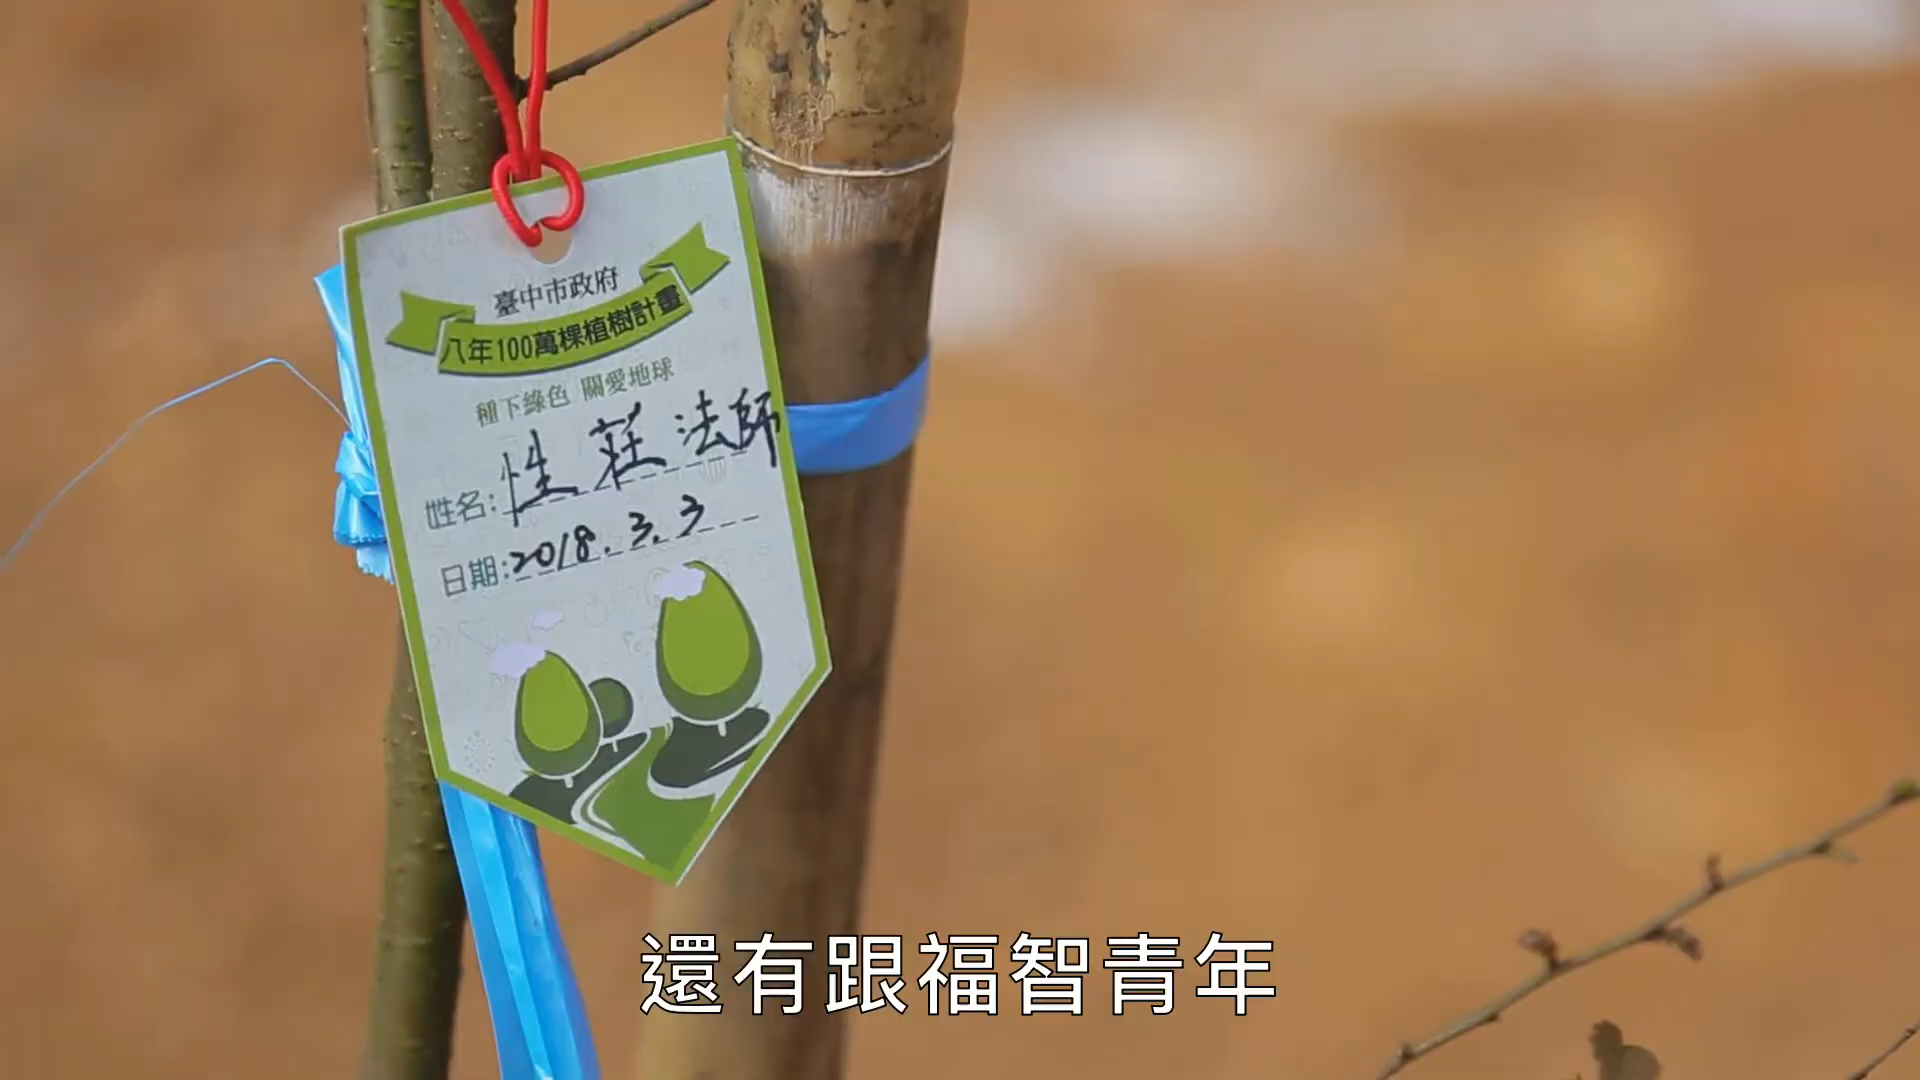 臺中市政府
八年100萬棵植樹計畫
種下綠色 關愛地球
姓名:性莊法師
日期:2018.3.3
還有跟福智青年